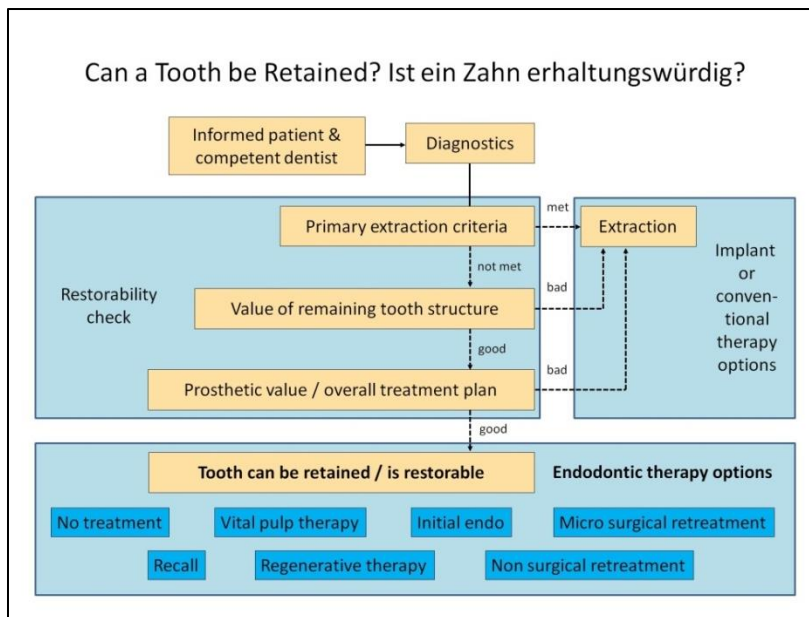 Can a Tooth be Retained? Ist ein Zahn erhaltungswürdig?
Informed patient &
competent dentist
Diagnostics
Primary extraction criteria
met
Extraction
not met
Restorability
check
Value of remaining tooth structure
bad
good
Prosthetic value / overall treatment plan
bad
good
Implant
or
conven-
tional
therapy
options
Tooth can be retained / is restorable
Endodontic therapy options
No treatment
Vital pulp therapy
Initial endo
Micro surgical retreatment
Recall
Regenerative therapy
Non surgical retreatment